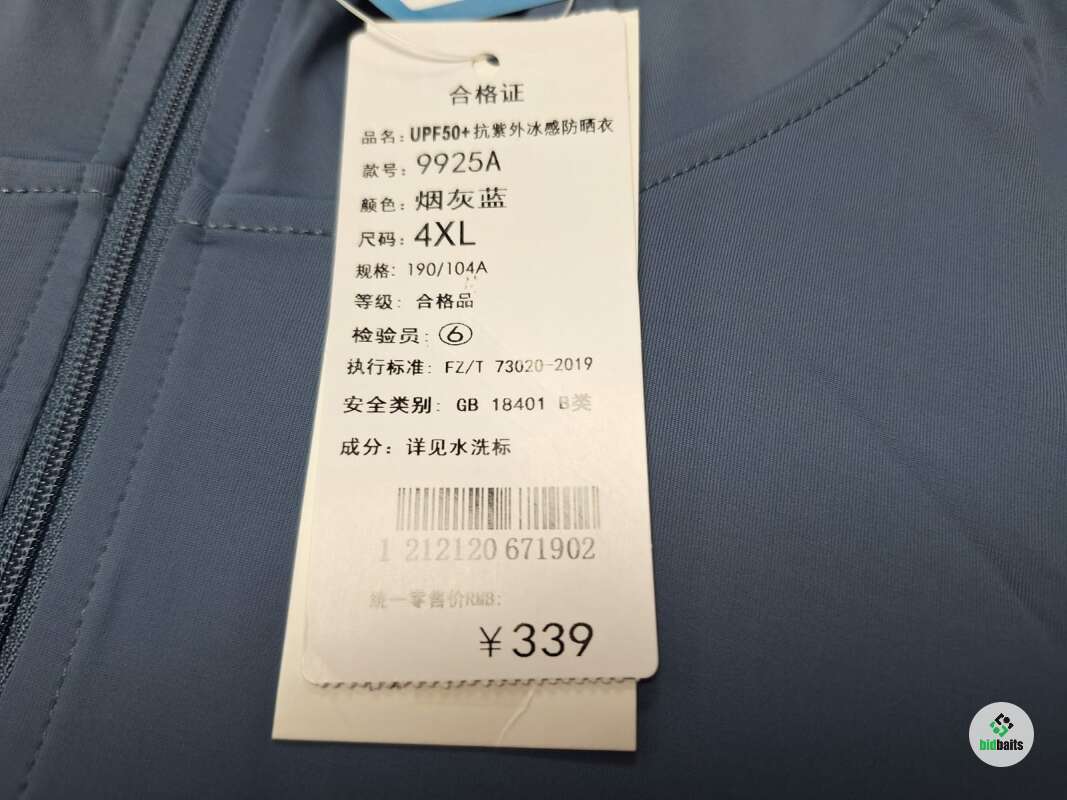 合格证
品名:UPF50+抗紫外冰感防晒衣
款号:9925A
颜色:烟灰蓝
尺码:4XL
规格: 190/104A
等级: 合格品
检验员:⑥
执行标准: FZ/T 73020-2019
安全类别: GB 18401 B类
成分: 详见水洗标
1 212120 671902
统一零售价RMB:
¥339
bidbaits